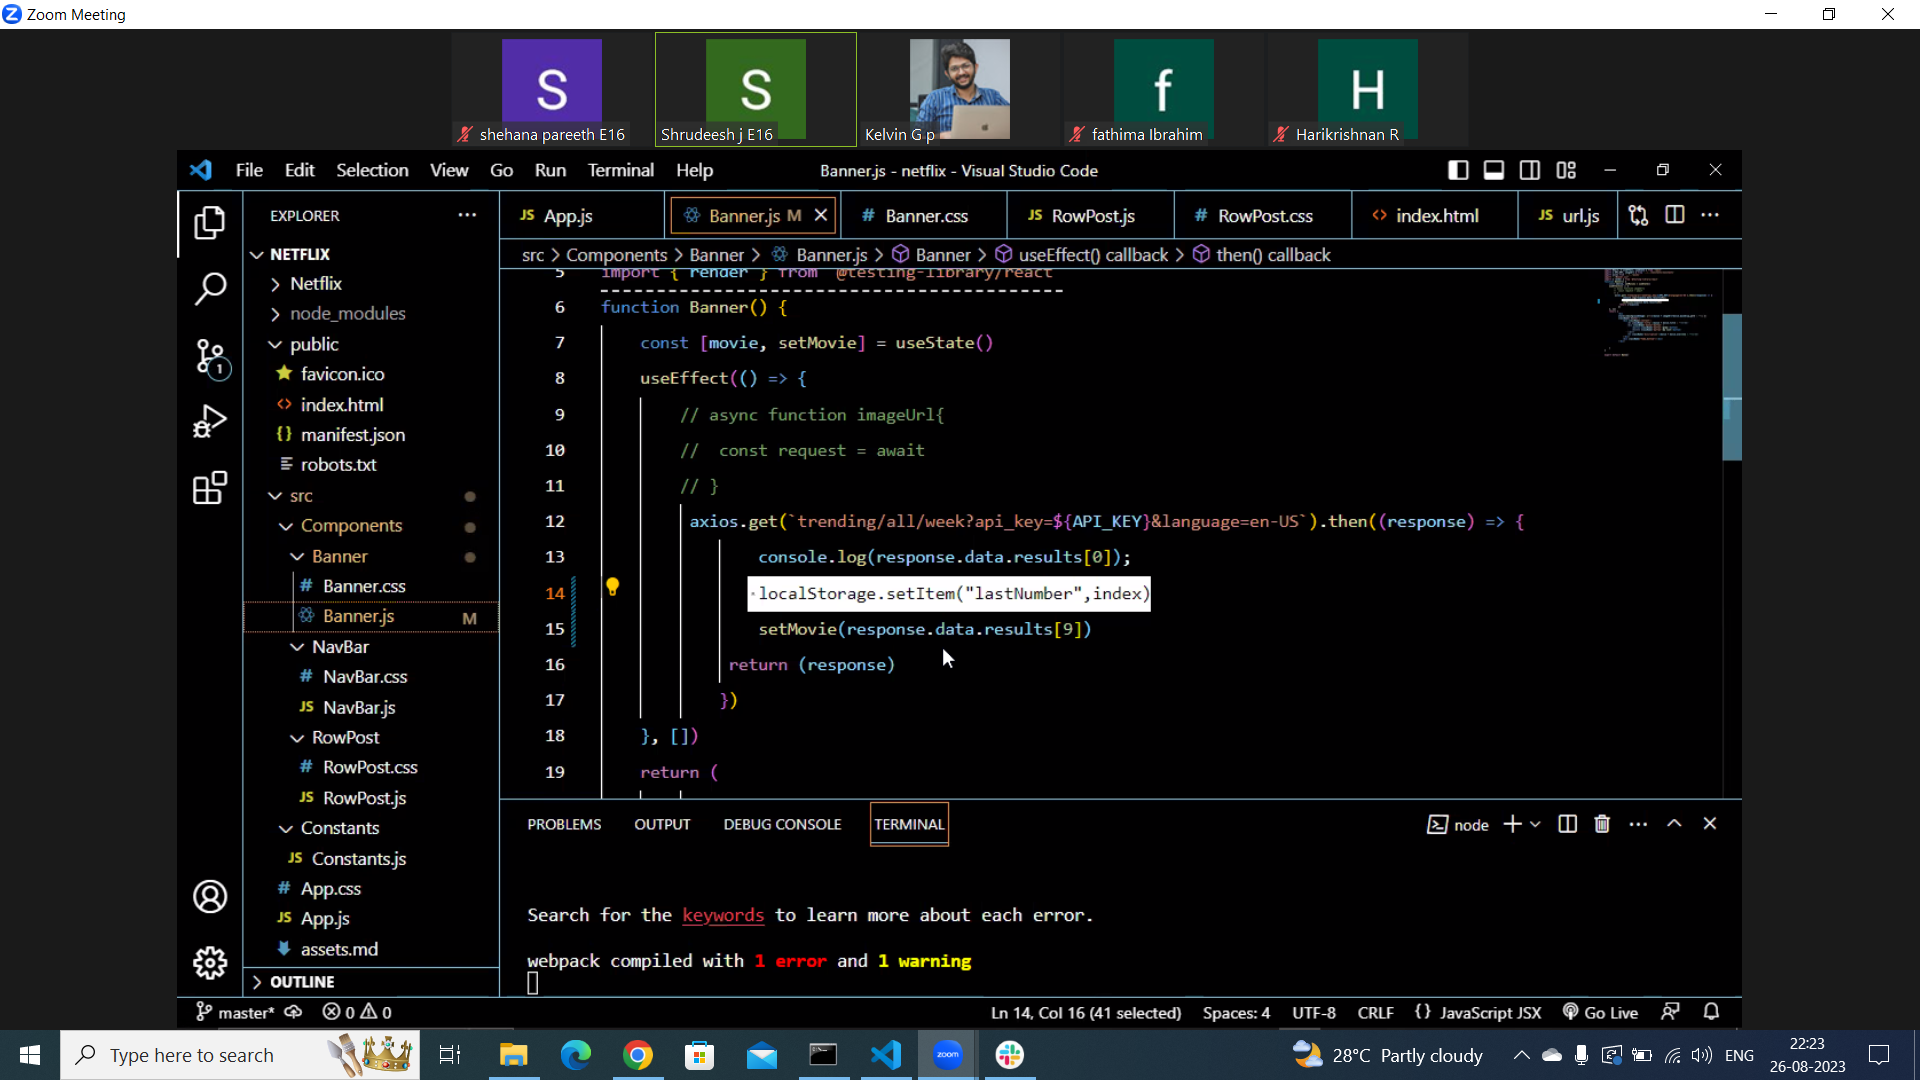 Zoom Meeting
S
S
f
H
shehana pareeth E16
Shrudeesh j E16
Kelvin G p
fathima Ibrahim
Harikrishnan R
File Edit Selection View Go Run Terminal Help
Banner.js - netflix - Visual Studio Code
EXPLORER
NETFLIX
Netflix
node_modules
public
favicon.ico
index.html
manifest.json
robots.txt
src
Components
Banner
Banner.css
Banner.js M
NavBar
NavBar.css
NavBar.js
RowPost
RowPost.css
RowPost.js
Constants
Constants.js
App.css
App.js
assets.md
OUTLINE
1
JS App.js
Banner.js M
# Banner.css
JS RowPost.js
# RowPost.css
<> index.html
JS url.js
src > Components > Banner > Banner.js > Banner > useEffect() callback > then() callback
5 import { render } from '@testing-library/react'
6 function Banner() {
7 const [movie, setMovie] = useState()
8 useEffect(() => {
9 // async function imageUrl{
10 // const request = await
11 // }
12 axios.get(`trending/all/week?api_key=${API_KEY}&language=en-US`).then((response) => {
13 console.log(response.data.results[0]);
14 localStorage.setItem("lastNumber",index)
15 setMovie(response.data.results[9])
16 return (response)
17 })
18 }, [])
19 return (
PROBLEMS OUTPUT DEBUG CONSOLE TERMINAL
node
Search for the keywords to learn more about each error.
webpack compiled with 1 error and 1 warning
master* 0 0
Ln 14, Col 16 (41 selected) Spaces: 4 UTF-8 CRLF {} JavaScript JSX Go Live
Type here to search
zoom
28°C Partly cloudy
ENG
22:23
26-08-2023